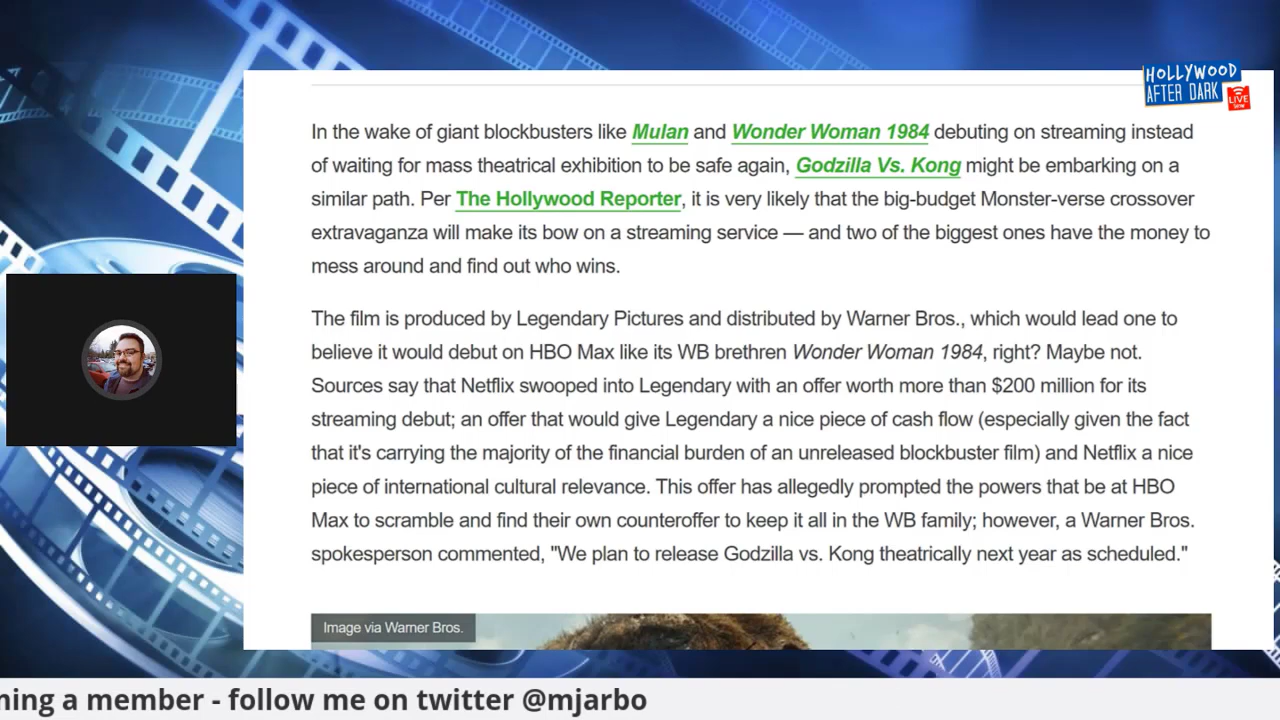 HOLLYWOOD
AFTER DARK
LIVE
In the wake of giant blockbusters like Mulan and Wonder Woman 1984 debuting on streaming instead
of waiting for mass theatrical exhibition to be safe again, Godzilla Vs. Kong might be embarking on a
similar path. Per The Hollywood Reporter, it is very likely that the big-budget Monster-verse crossover
extravaganza will make its bow on a streaming service — and two of the biggest ones have the money to
mess around and find out who wins.
The film is produced by Legendary Pictures and distributed by Warner Bros., which would lead one to
believe it would debut on HBO Max like its WB brethren Wonder Woman 1984, right? Maybe not.
Sources say that Netflix swooped into Legendary with an offer worth more than $200 million for its
streaming debut; an offer that would give Legendary a nice piece of cash flow (especially given the fact
that it's carrying the majority of the financial burden of an unreleased blockbuster film) and Netflix a nice
piece of international cultural relevance. This offer has allegedly prompted the powers that be at HBO
Max to scramble and find their own counteroffer to keep it all in the WB family; however, a Warner Bros.
spokesperson commented, "We plan to release Godzilla vs. Kong theatrically next year as scheduled."
Image via Warner Bros.
ning a member - follow me on twitter @mjarbo